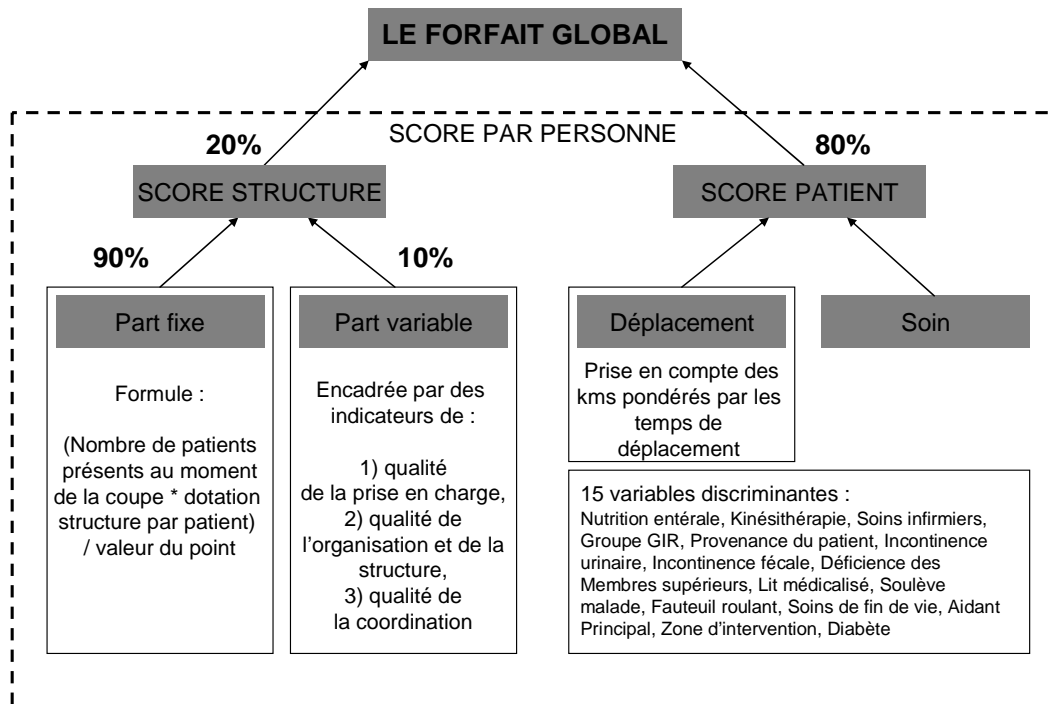 LE FORFAIT GLOBAL
SCORE PAR PERSONNE
20%
80%
SCORE STRUCTURE
SCORE PATIENT
90%
10%
Part fixe
Formule :
(Nombre de patients
présents au moment
de la coupe * dotation
structure par patient)
/ valeur du point
Part variable
Encadrée par des
indicateurs de :
1) qualité
de la prise en charge,
2) qualité de
l'organisation et de la
structure,
3) qualité de
la coordination
Déplacement
Prise en compte des
kms pondérés par les
temps de
déplacement
Soin
15 variables discriminantes :
Nutrition entérale, Kinésithérapie, Soins infirmiers,
Groupe GIR, Provenance du patient, Incontinence
urinaire, Incontinence fécale, Déficience des
Membres supérieurs, Lit médicalisé, Soulève
malade, Fauteuil roulant, Soins de fin de vie, Aidant
Principal, Zone d'intervention, Diabète